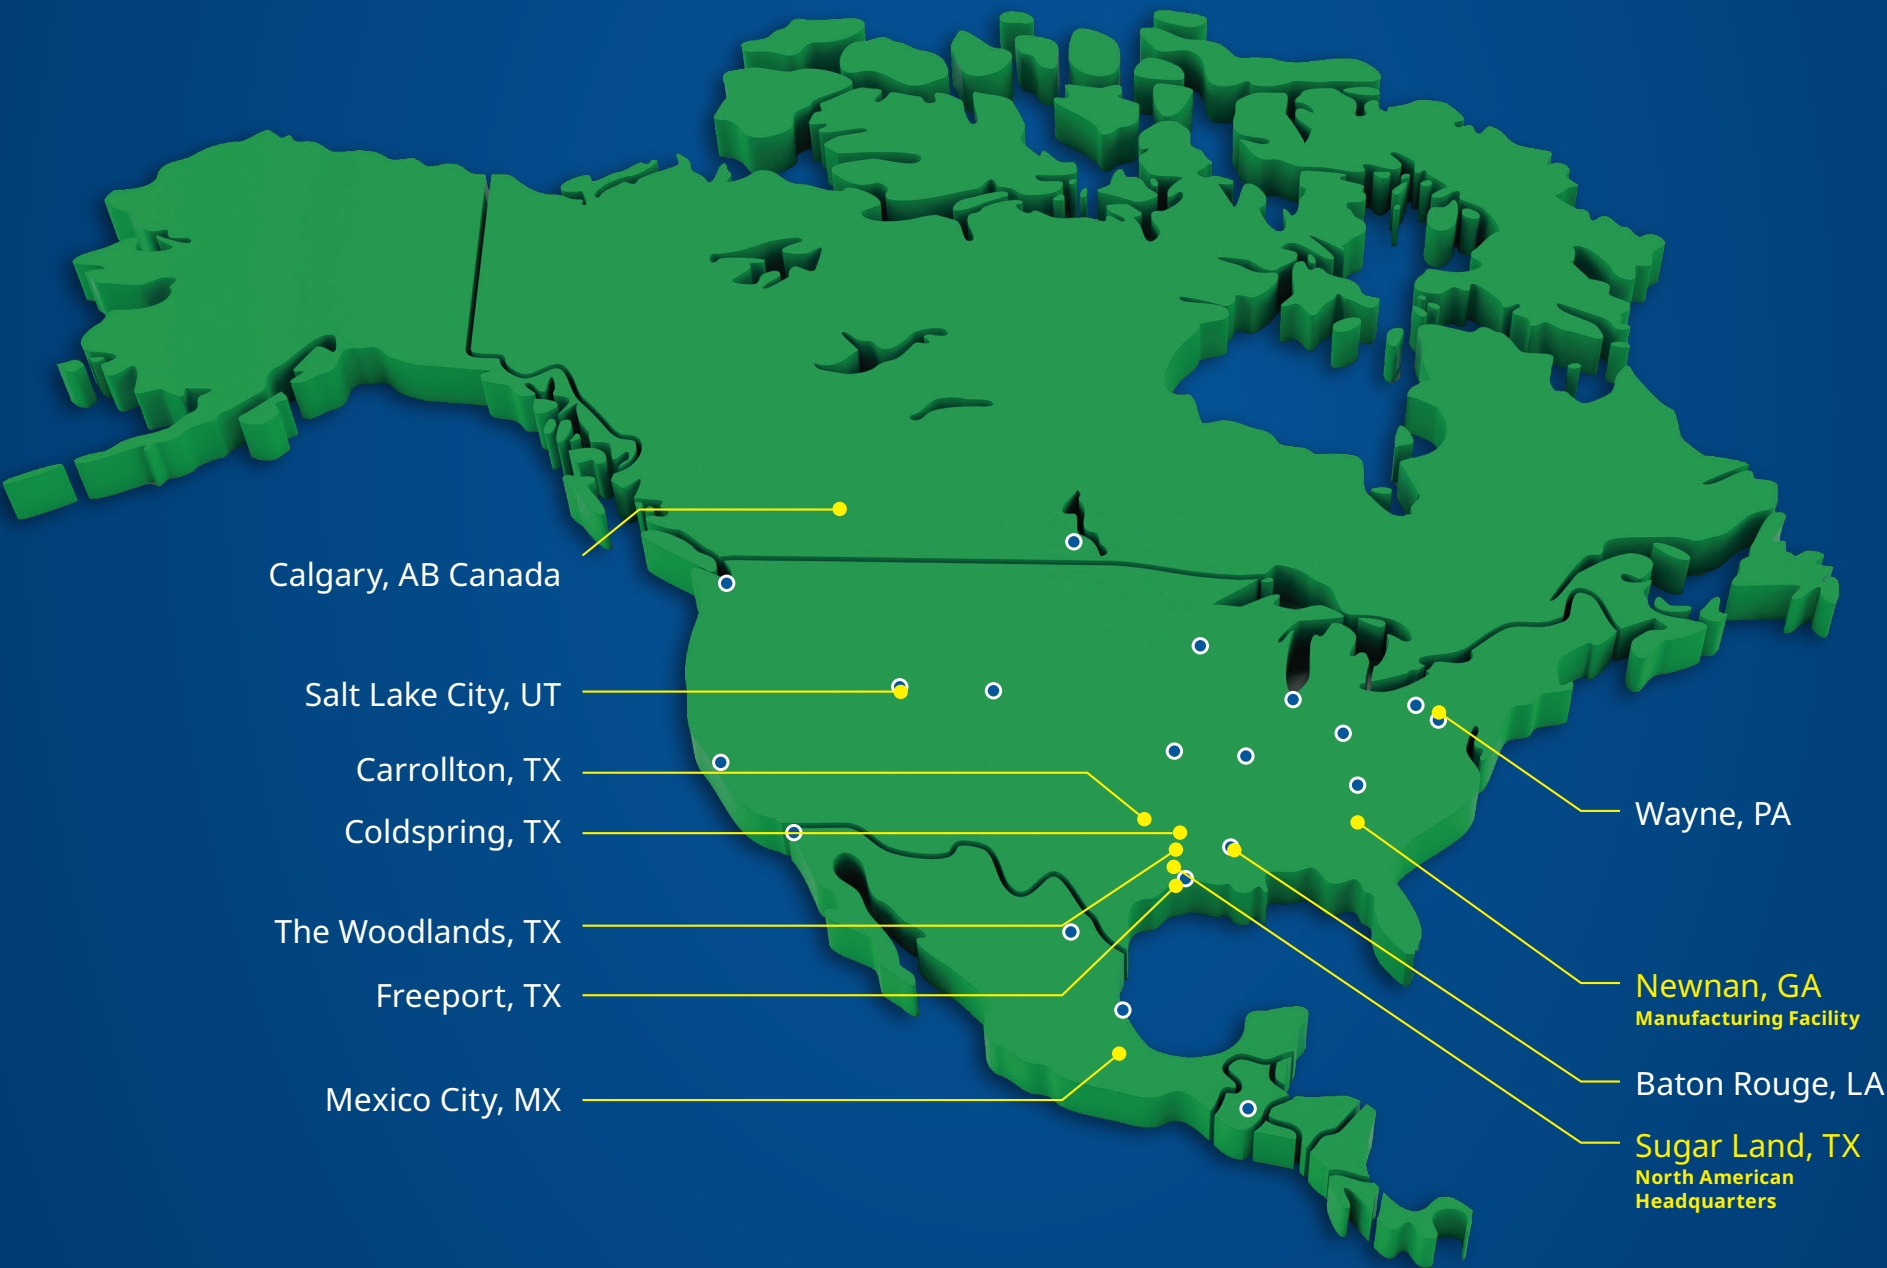 Calgary, AB Canada
Salt Lake City, UT
Carrollton, TX
Coldspring, TX
The Woodlands, TX
Freeport, TX
Mexico City, MX
Wayne, PA
Newnan, GA
Manufacturing Facility
Baton Rouge, LA
Sugar Land, TX
North American
Headquarters